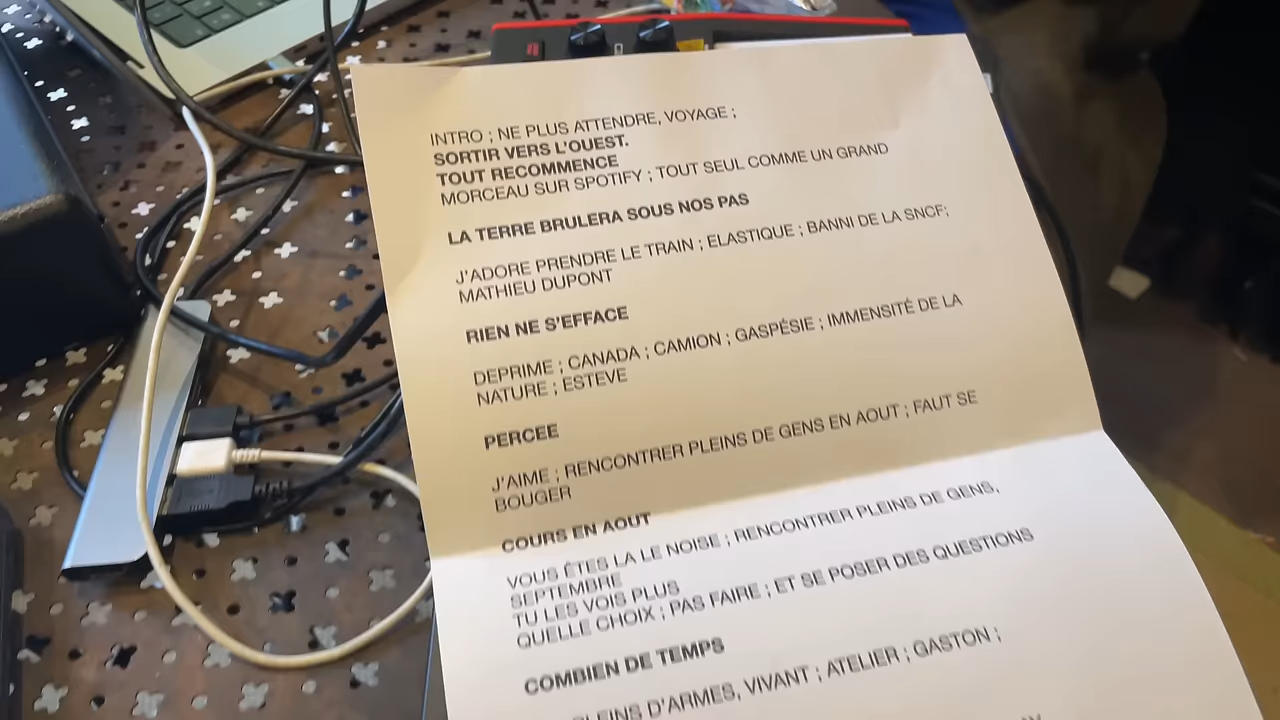 INTRO ; NE PLUS ATTENDRE, VOYAGE ;
SORTIR VERS L'OUEST.
TOUT RECOMMENCE
MORCEAU SUR SPOTIFY ; TOUT SEUL COMME UN GRAND
LA TERRE BRULERA SOUS NOS PAS
J'ADORE PRENDRE LE TRAIN ; ELASTIQUE ; BANNI DE LA SNCF;
MATHIEU DUPONT
RIEN NE S'EFFACE
DEPRIME ; CANADA ; CAMION ; GASPÉSIE ; IMMENSITÉ DE LA
NATURE ; ESTEVE
PERCEE
J'AIME ; RENCONTRER PLEINS DE GENS EN AOUT ; FAUT SE
BOUGER
COURS EN AOUT
VOUS ÊTES LA LE NOISE ; RENCONTRER PLEINS DE GENS,
SEPTEMBRE
TU LES VOIS PLUS
QUELLE CHOIX ; PAS FAIRE ; ET SE POSER DES QUESTIONS
COMBIEN DE TEMPS
PLEINS D'ARMES, VIVANT ; ATELIER ; GASTON ;